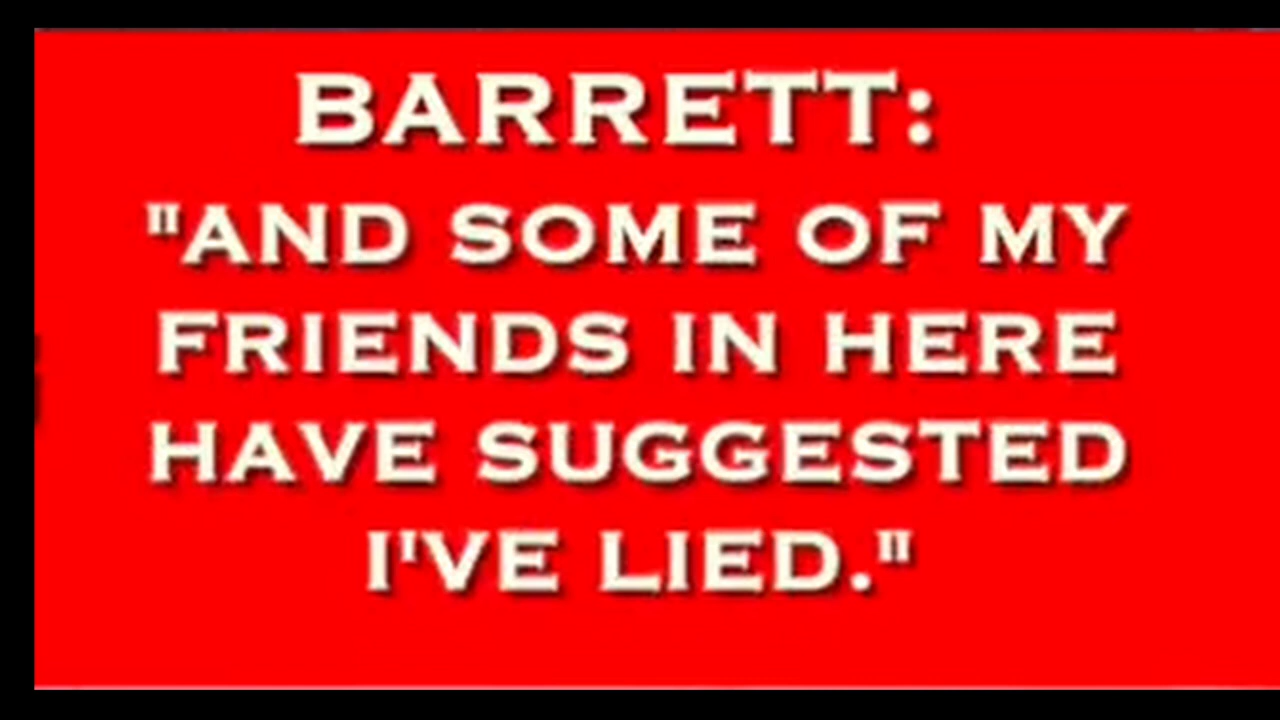 BARRETT:
"AND SOME OF MY
FRIENDS IN HERE
HAVE SUGGESTED
I'VE LIED."